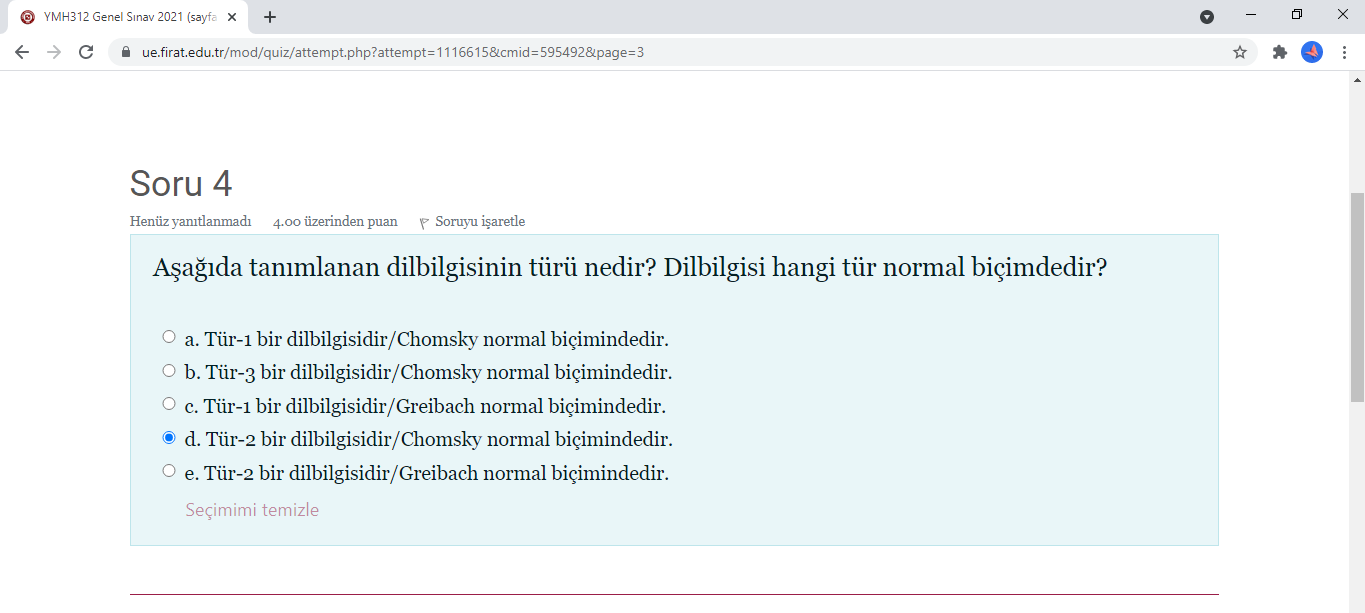 YMH312 Genel Sınav 2021 (sayfa
ue.firat.edu.tr/mod/quiz/attempt.php?attempt=1116615&cmid=595492&page=3
Soru 4
Henüz yanıtlanmadı 4.00 üzerinden puan Soruyu işaretle
Aşağıda tanımlanan dilbilgisinin türü nedir? Dilbilgisi hangi tür normal biçimdedir?
a. Tür-1 bir dilbilgisidir/Chomsky normal biçimindedir.
b. Tür-3 bir dilbilgisidir/Chomsky normal biçimindedir.
c. Tür-1 bir dilbilgisidir/Greibach normal biçimindedir.
d. Tür-2 bir dilbilgisidir/Chomsky normal biçimindedir.
e. Tür-2 bir dilbilgisidir/Greibach normal biçimindedir.
Seçimimi temizle